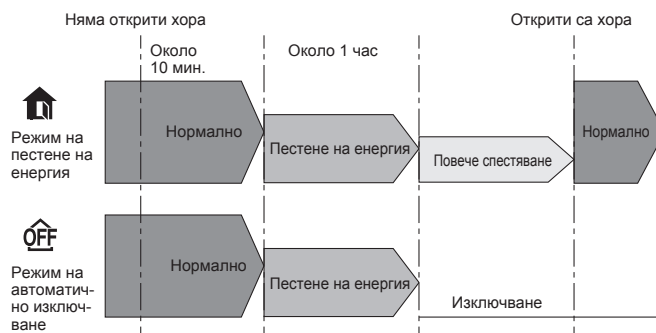 Няма открити хора
Открити са хора
Около
10 мин.
Около 1 час
Режим на
пестене на
енергия
Нормално
Пестене на енергия
Повече спестяване
Нормално
OFF
Режим на
автоматич-
но изключ-
ване
Нормално
Пестене на енергия
Изключване